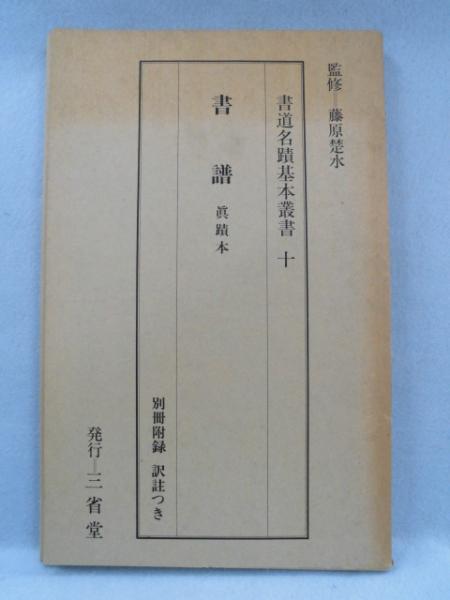 監修＝藤原楚水
書道名蹟基本叢書 十
書譜 眞蹟本
別冊附録 訳註つき
発行＝三省堂